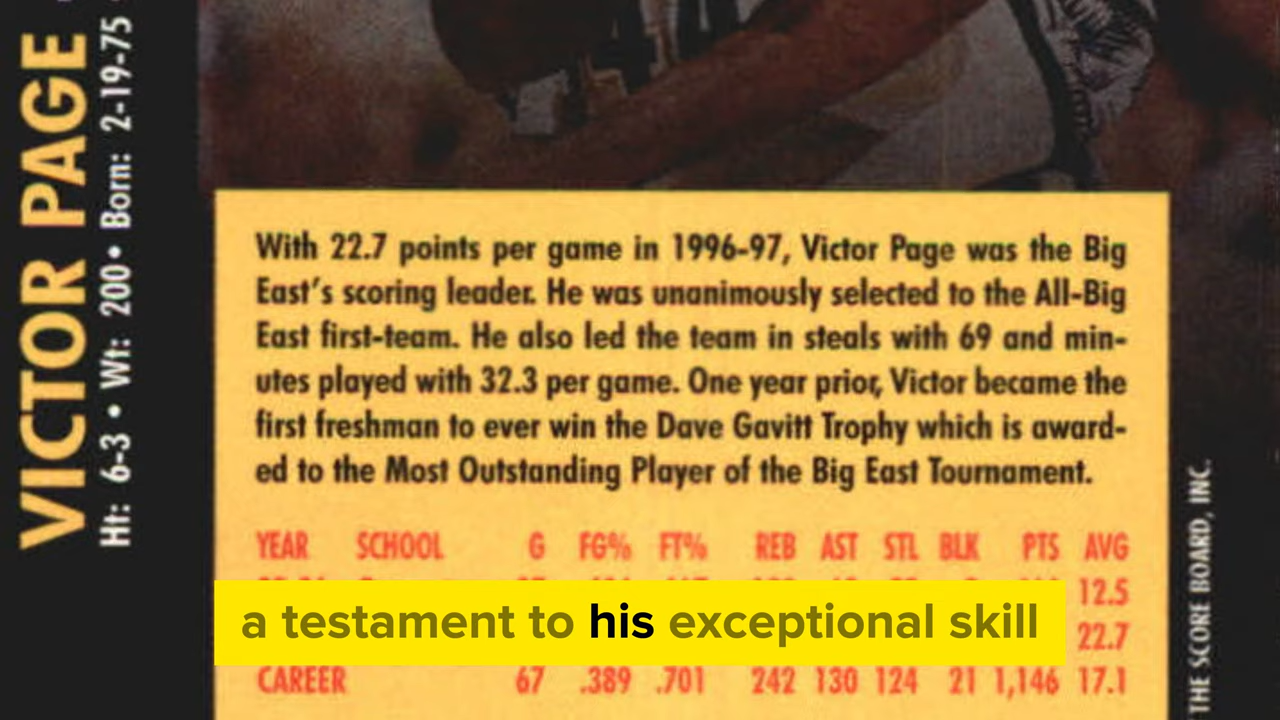 VICTOR PAGE
Ht: 6-3 • Wt: 200 • Born: 2-19-75
With 22.7 points per game in 1996-97, Victor Page was the Big
East's scoring leader. He was unanimously selected to the All-Big
East first-team. He also led the team in steals with 69 and min-
utes played with 32.3 per game. One year prior, Victor became the
first freshman to ever win the Dave Gavitt Trophy which is award-
ed to the Most Outstanding Player of the Big East Tournament.
YEAR SCHOOL G FG% FT% REB AST STL BLK PTS AVG
12.5
a testament to his exceptional skill
22.7
CAREER 67 .389 .701 242 130 124 21 1,146 17.1
THE SCORE BOARD, INC.